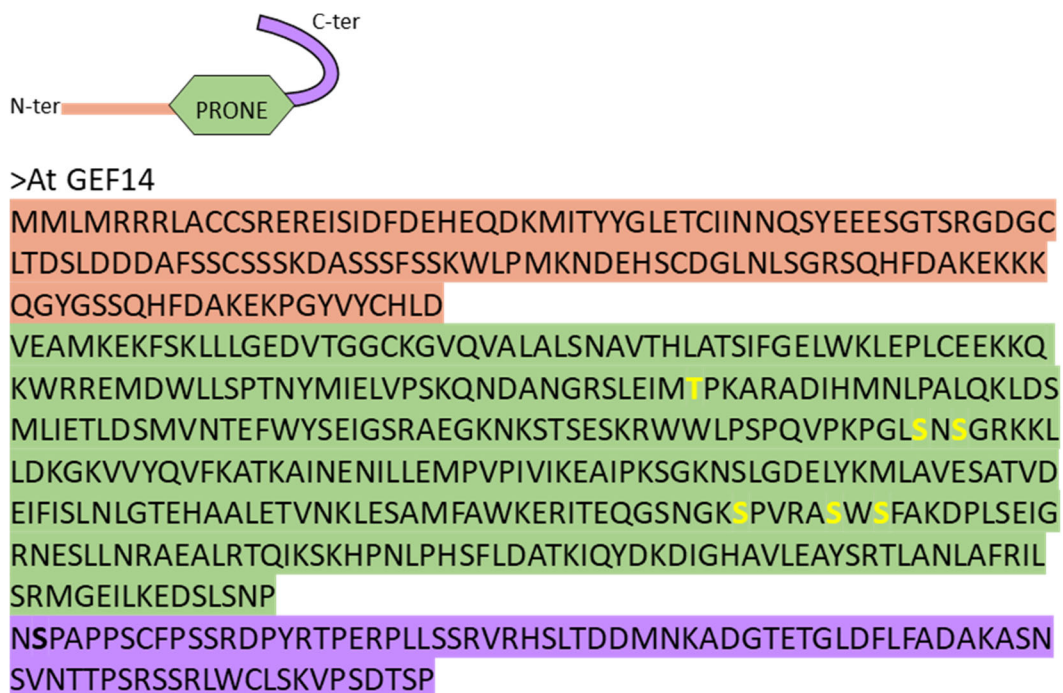 C-ter
N-ter
PRONE
>At GEF14
MMLMRRRLACCSREREISIDFDEHEQDKMITYYGLETCIINNQSYEEESGTSRGDGC
LTDSLDDDAFSSCSSSKDASSSFSSKWLPMKNDEHSCDGLNLSGRSQHFDAKEKKK
QGYGSSQHFDAKEKPGYVYCHLD
VEAMKEKFSKLLLGEDVTGGCKGVQVALALSNAVTHLATSIFGELWKLEPLCEEKKQ
KWRREMDWLLSPTNYMIELVPSKQNDANGRSLEIMTPKARADIHMNLPALQKLDS
MLIETLDSMVNTEFWYSEIGSRAEGKNKSTSESKRWWLPSPQVPKPGLSNSGRKKL
LDKGKVVYQVFKATKAINENILLEMPVPIVIKEAIPKSGKNSLGDELYKMLAVESATVD
EIFISLNLGTEHAALETVNKLESAMFAWKERITEQGSNGKSPVRASWSFAKDPLSEIG
RNESLLNRAEALRTQIKSKHPNLPHSFLDATKIQYDKDIGHAVLEAYSRTLANLAFRIL
SRMGEILKEDSLSNP
NSPAPPSCFPSSRDPYRTPERPLLSSRVRHSLTDDMNKADGTETGLDFLFADAKASN
SVNTTPSRSSRLWCLSKVPSDTSP